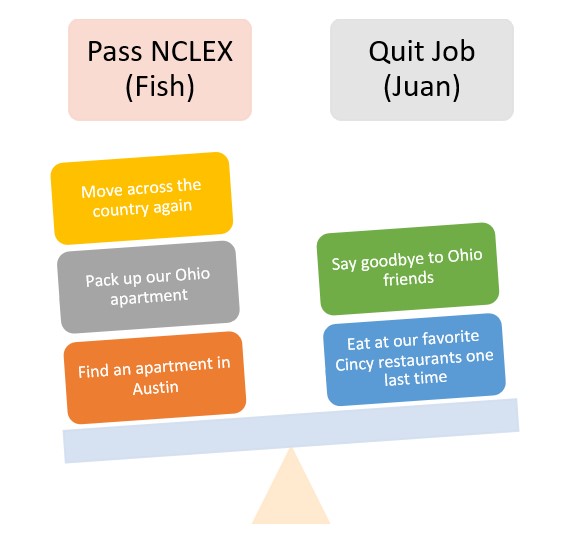 Pass NCLEX
(Fish)
Quit Job
(Juan)
Move across the
country again
Pack up our Ohio
apartment
Find an apartment in
Austin
Say goodbye to Ohio
friends
Eat at our favorite
Cincy restaurants one
last time